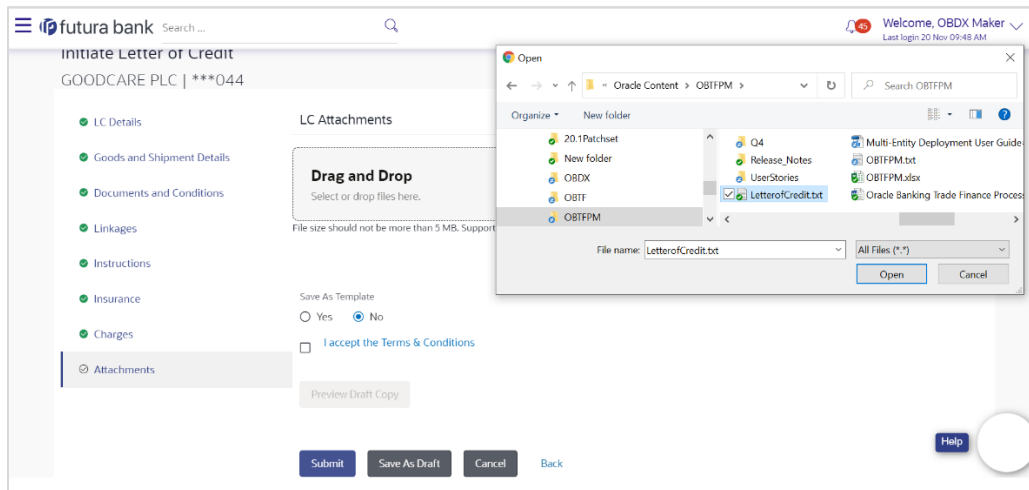 futura bank
Search ...
45
Welcome, OBDX Maker
Last login 20 Nov 09:48 AM
Initiate Letter of Credit
GOODCARE PLC | ***044
LC Details
Goods and Shipment Details
Documents and Conditions
Linkages
Instructions
Insurance
Charges
Attachments
LC Attachments
Drag and Drop
Select or drop files here.
File size should not be more than 5 MB. Support
Save As Template
Yes
No
I accept the Terms & Conditions
Preview Draft Copy
Submit
Save As Draft
Cancel
Back
Help
Open
« Oracle Content > OBTFPM >
Search OBTFPM
Organize
New folder
?
20.1Patchset
New folder
OBDX
OBTF
OBTFPM
Q4
Release_Notes
UserStories
LetterofCredit.txt
Multi-Entity Deployment User Guide
OBTFPM.txt
OBTFPM.xlsx
Oracle Banking Trade Finance Process
File name: LetterofCredit.txt
All Files (*.*)
Open
Cancel